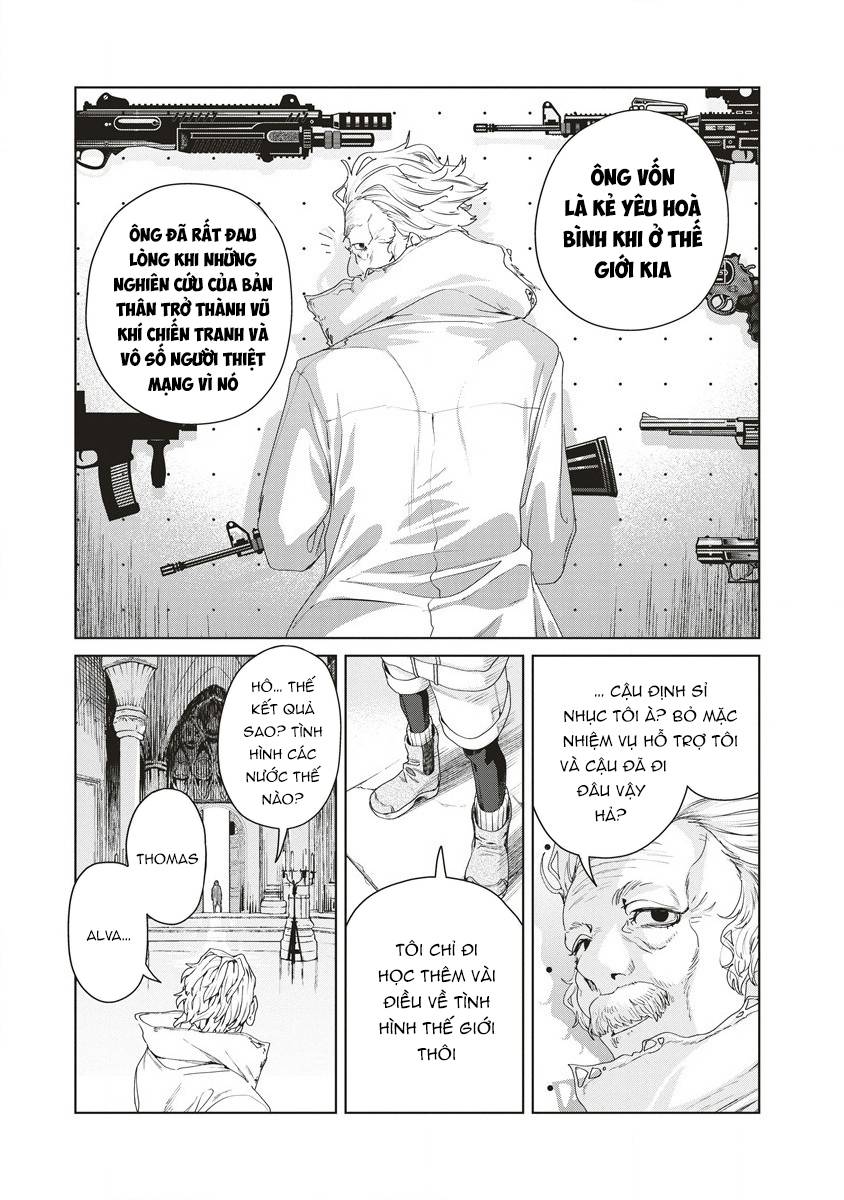 ÔNG VỐN
LÀ KẺ YÊU HOÀ
BÌNH KHI Ở THẾ
GIỚI KIA
ÔNG ĐÃ RẤT ĐAU
LÒNG KHI NHỮNG
NGHIÊN CỨU CỦA BẢN
THÂN TRỞ THÀNH VŨ
KHÍ CHIẾN TRANH VÀ
VÔ SỐ NGƯỜI THIỆT
MẠNG VÌ NÓ
... CẬU ĐỊNH SỈ
NHỤC TÔI À? BỎ MẶC
NHIỆM VỤ HỖ TRỢ TÔI
VÀ CẬU ĐÃ ĐI
ĐÂU VẬY
HẢ?
TÔI CHỈ ĐI
HỌC THÊM VÀI
ĐIỀU VỀ TÌNH
HÌNH THẾ GIỚI
THÔI
HÔ... THẾ
KẾT QUẢ
SAO? TÌNH
HÌNH CÁC
NƯỚC THẾ
NÀO?
THOMAS
ALVA...